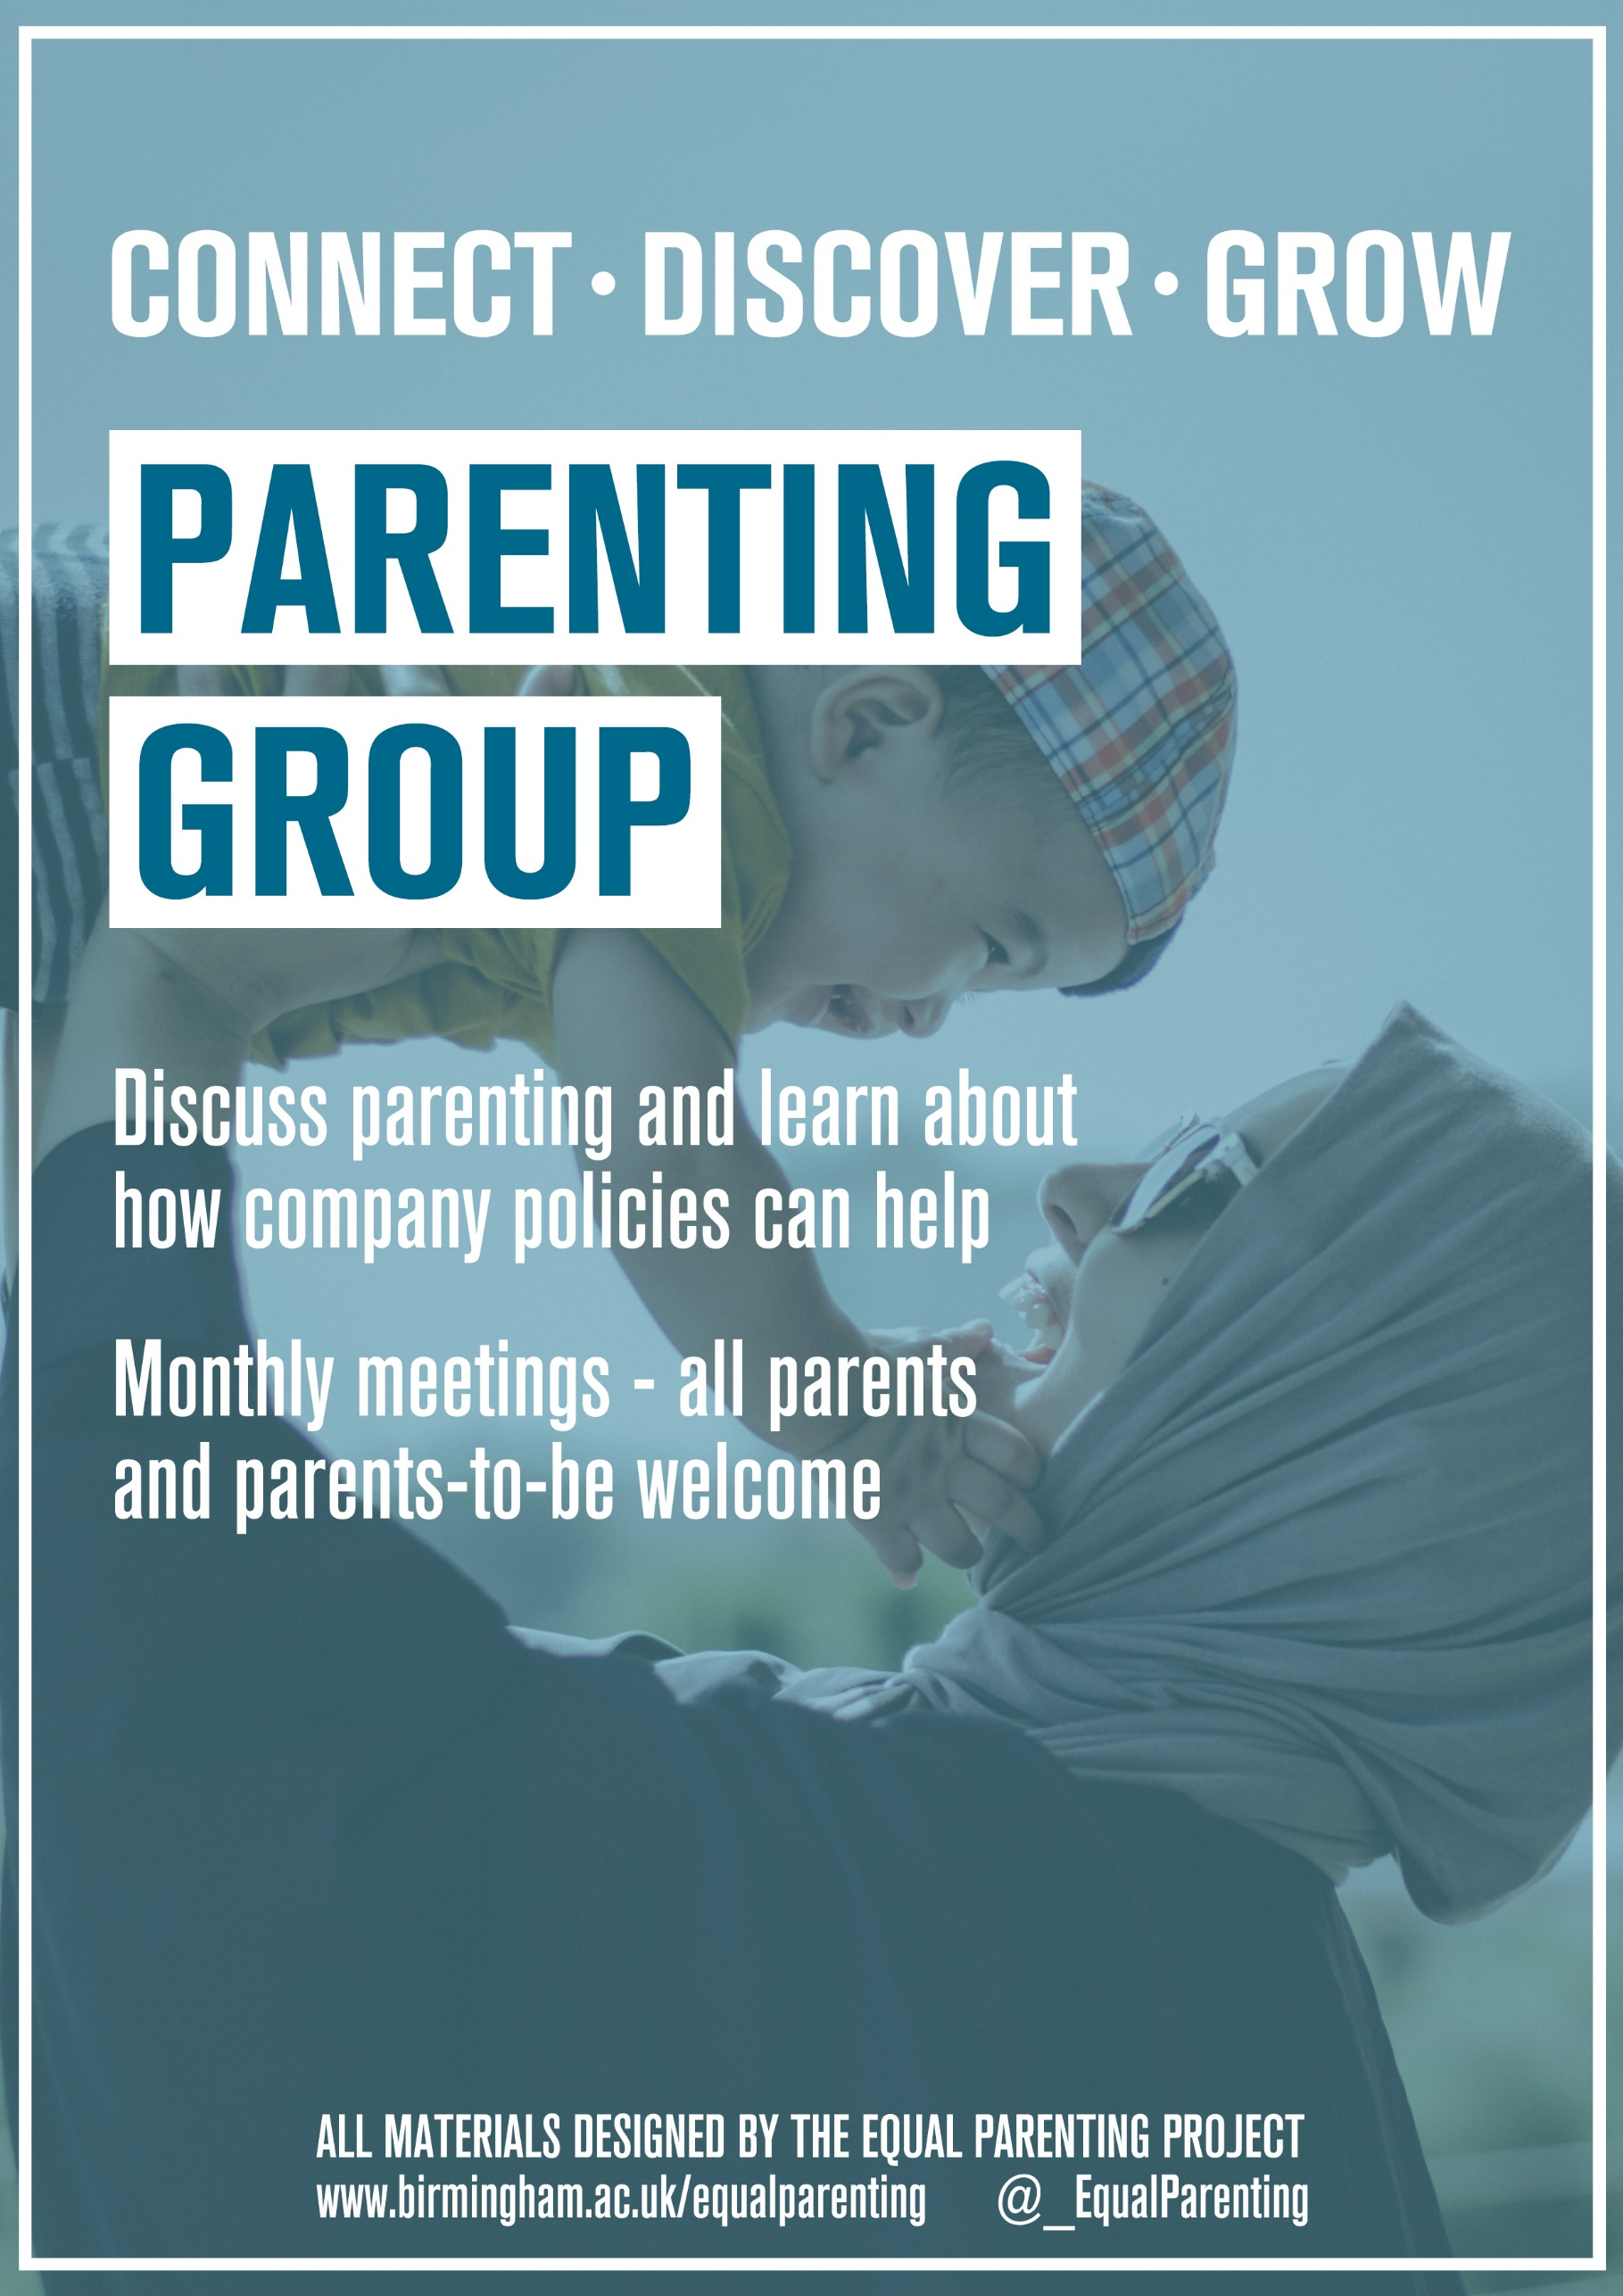 CONNECT • DISCOVER • GROW
PARENTING
GROUP
Discuss parenting and learn about
how company policies can help
Monthly meetings - all parents
and parents-to-be welcome
ALL MATERIALS DESIGNED BY THE EQUAL PARENTING PROJECT
www.birmingham.ac.uk/equalparenting @_EqualParenting